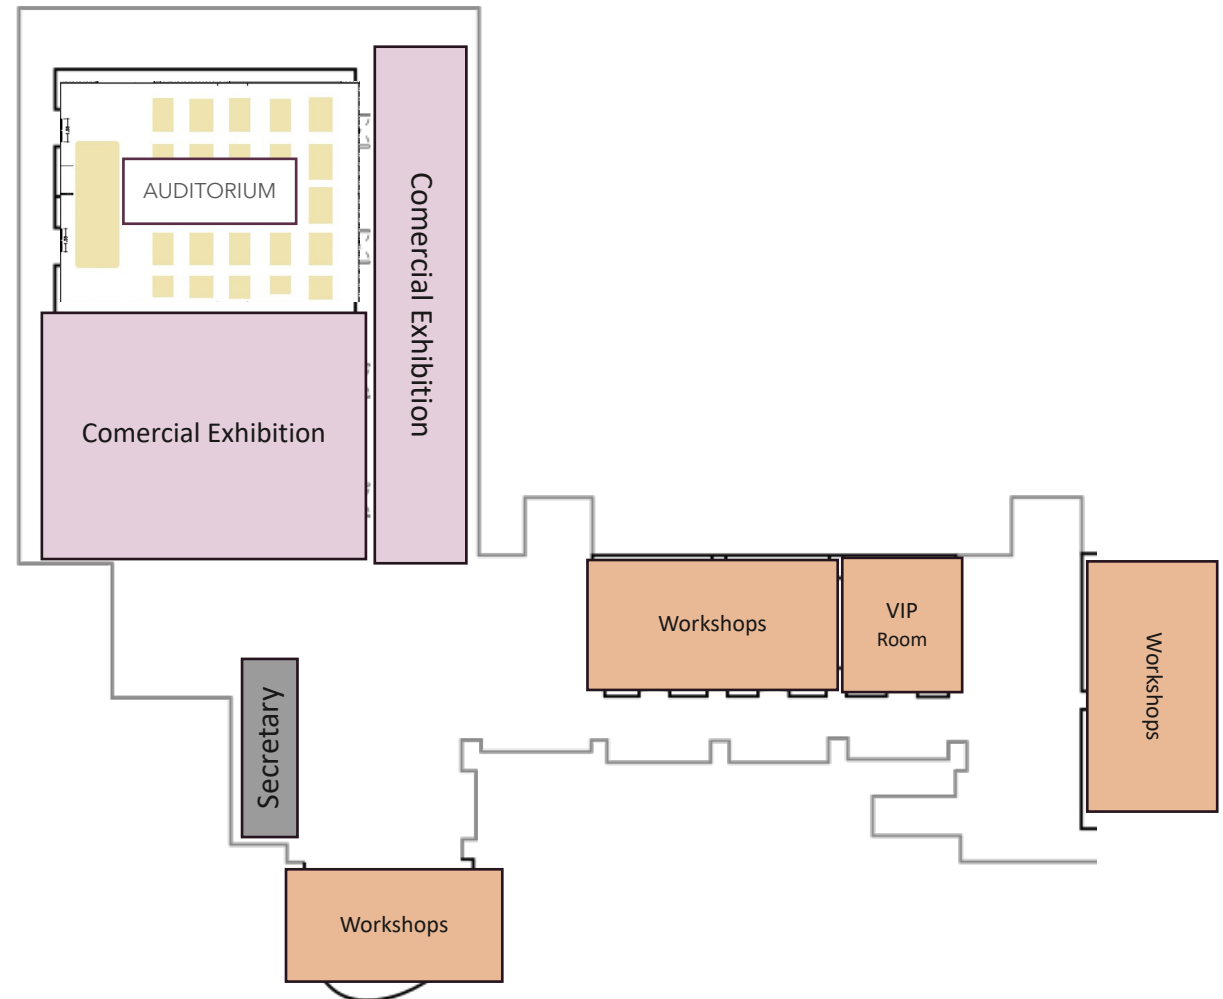 AUDITORIUM
Comercial Exhibition
Comercial Exhibition
Workshops
VIP
Room
Workshops
Secretary
Workshops